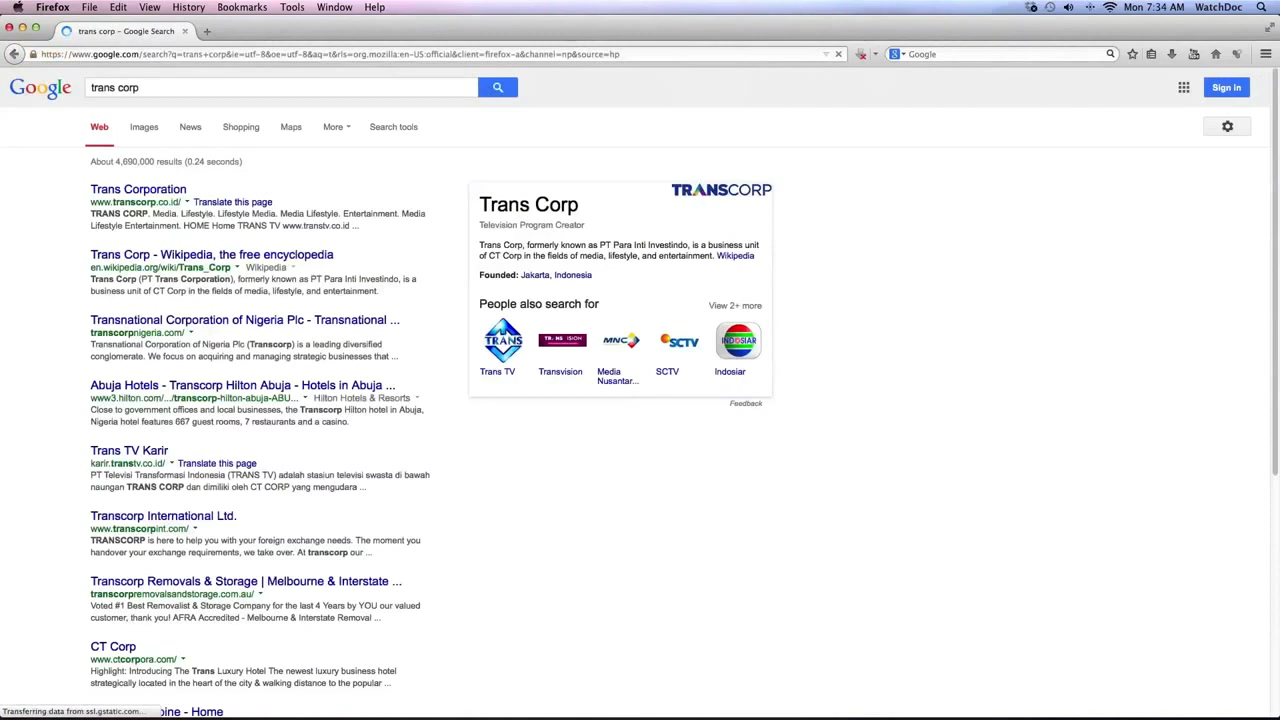 Firefox File Edit View History Bookmarks Tools Window Help Mon 7:34 AM WatchDoc
trans corp - Google Search
https://www.google.com/search?q=trans+corp&ie=utf-8&oe=utf-8&aq=t&rls=org.mozilla:en-US:official&client=firefox-a&channel=np&source=hp Google
Google trans corp Sign in
Web Images News Shopping Maps More Search tools
About 4,690,000 results (0.24 seconds)
Trans Corporation
www.transcorp.co.id/ Translate this page
TRANS CORP. Media. Lifestyle. Lifestyle Media. Media Lifestyle. Entertainment. Media
Lifestyle Entertainment. HOME Home TRANS TV www.transtv.co.id ...
Trans Corp - Wikipedia, the free encyclopedia
en.wikipedia.org/wiki/Trans_Corp Wikipedia
Trans Corp (PT Trans Corporation), formerly known as PT Para Inti Investindo, is a
business unit of CT Corp in the fields of media, lifestyle, and entertainment.
Transnational Corporation of Nigeria Plc - Transnational ...
transcorpnigeria.com/
Transnational Corporation of Nigeria Plc (Transcorp) is a leading diversified
conglomerate. We focus on acquiring and managing strategic businesses that ...
Abuja Hotels - Transcorp Hilton Abuja - Hotels in Abuja ...
www3.hilton.com/.../transcorp-hilton-abuja-ABU... Hilton Hotels & Resorts
Close to government offices and local businesses, the Transcorp Hilton hotel in Abuja,
Nigeria hotel features 667 guest rooms, 7 restaurants and a casino.
Trans TV Karir
karir.transtv.co.id/ Translate this page
PT Televisi Transformasi Indonesia (TRANS TV) adalah stasiun televisi swasta di bawah
naungan TRANS CORP dan dimiliki oleh CT CORP yang mengudara ...
Transcorp International Ltd.
www.transcorpint.com/
TRANSCORP is here to help you with your foreign exchange needs. The moment you
handover your exchange requirements, we take over. At transcorp our ...
Transcorp Removals & Storage | Melbourne & Interstate ...
transcorpremovalsandstorage.com.au/
Voted #1 Best Removalist & Storage Company for the last 4 Years by YOU our valued
customer, thank you! AFRA Accredited - Melbourne & Interstate Removal ...
CT Corp
www.ctcorpora.com/
Highlight: Introducing The Trans Luxury Hotel The newest luxury business hotel
strategically located in the heart of the city & walking distance to the popular ...
pine - Home
Transferring data from ssl.gstatic.com...
TRANSCORP
Trans Corp
Television Program Creator
Trans Corp, formerly known as PT Para Inti Investindo, is a business unit
of CT Corp in the fields of media, lifestyle, and entertainment. Wikipedia
Founded: Jakarta, Indonesia
People also search for View 2+ more
TRANS TRANSVISION MNC SCTV INDOSIAR
Trans TV Transvision Media SCTV Indosiar
Nusantar...
Feedback